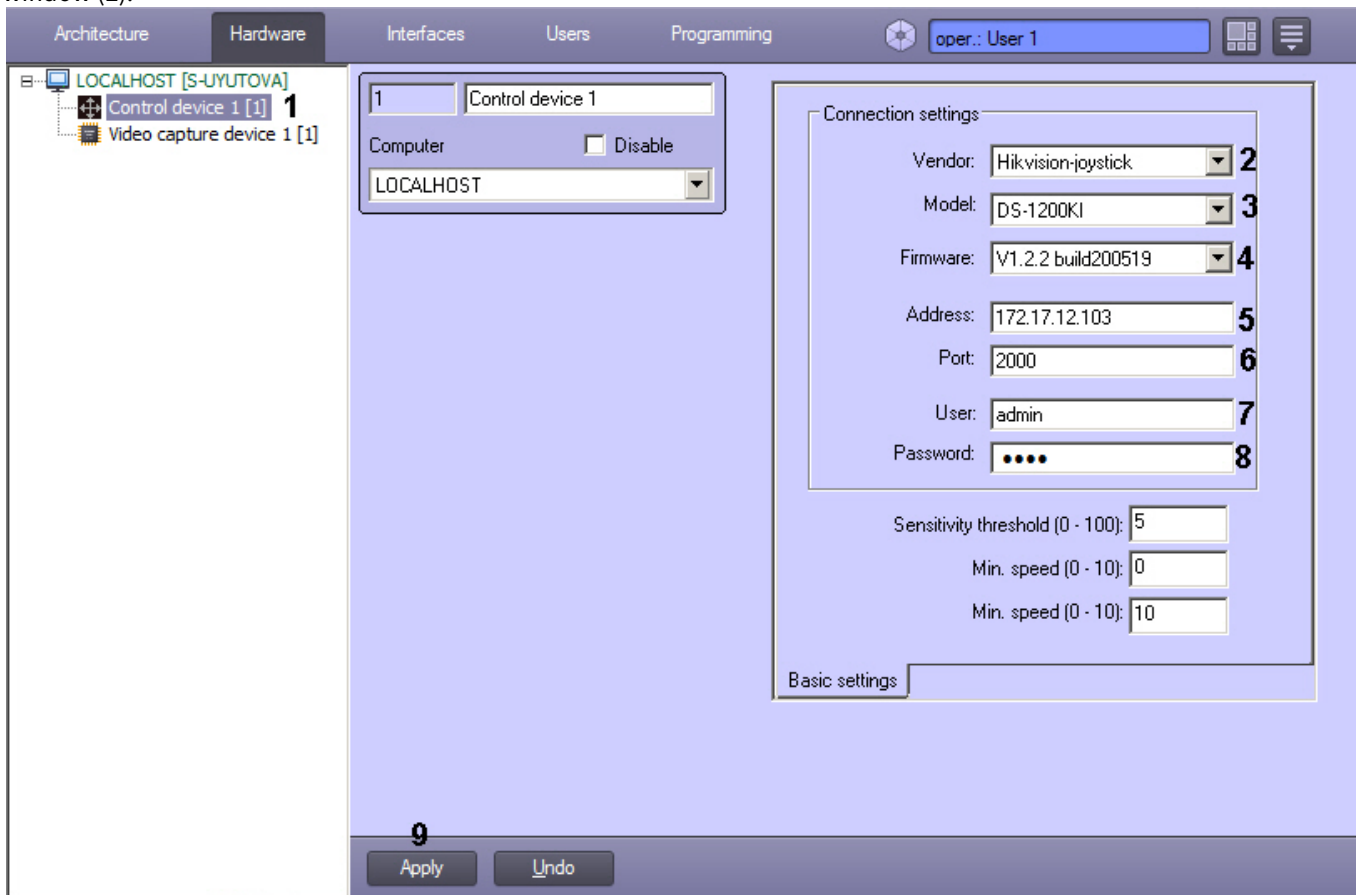 window (2).
Architecture Hardware Interfaces Users Programming oper.: User 1
LOCALHOST [S-UYUTOVA]
Control device 1 [1] 1
Video capture device 1 [1]
1 Control device 1
Computer Disable
LOCALHOST
Connection settings
Vendor: Hikvision-joystick 2
Model: DS-1200KI 3
Firmware: V1.2.2 build200519 4
Address: 172.17.12.103 5
Port: 2000 6
User: admin 7
Password: •••• 8
Sensitivity threshold (0 - 100): 5
Min. speed (0 - 10): 0
Min. speed (0 - 10): 10
Basic settings
9
Apply Undo